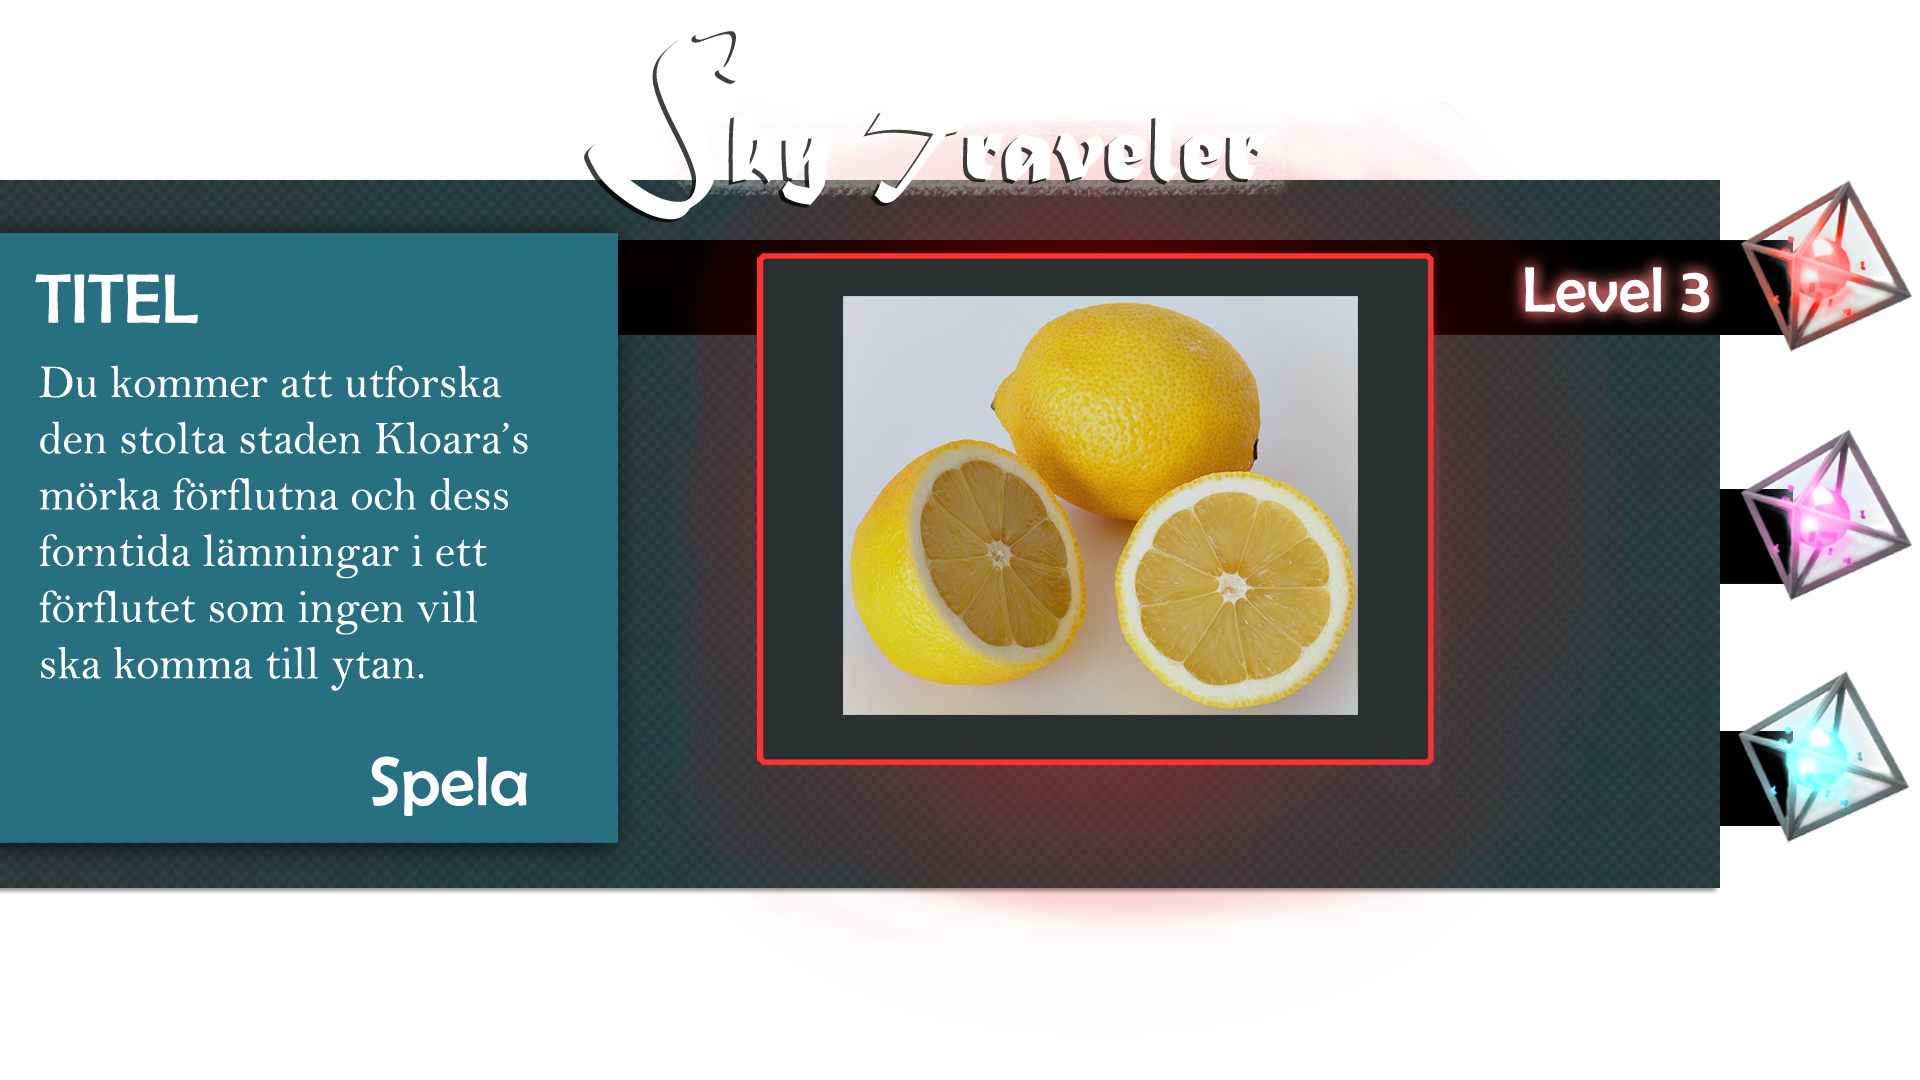 Sky Traveler
TITEL
Du kommer att utforska
den stolta staden Kloara’s
mörka förflutna och dess
forntida lämningar i ett
förflutet som ingen vill
ska komma till ytan.
Spela
Level 3